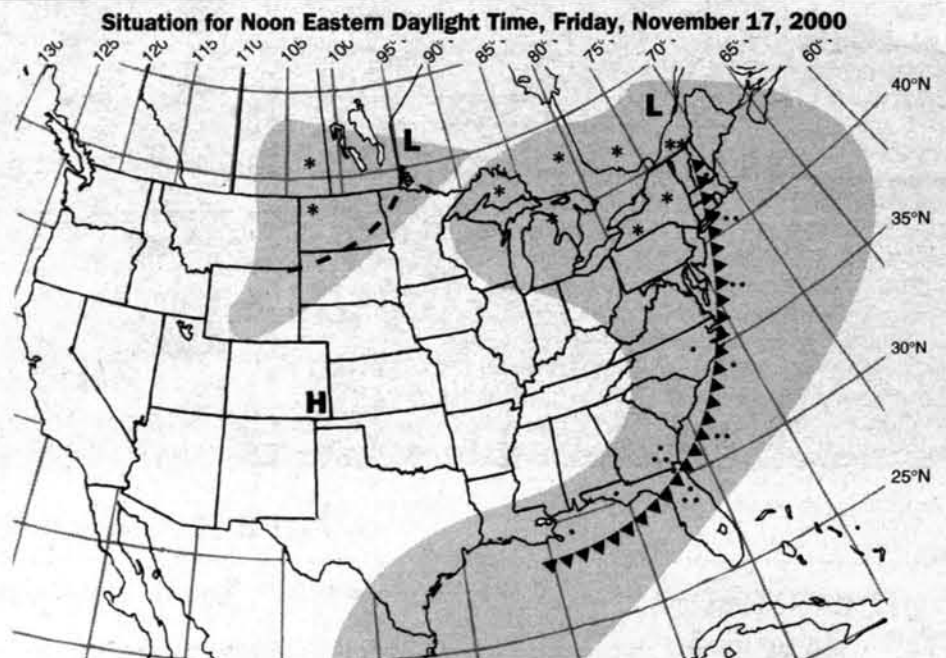 Situation for Noon Eastern Daylight Time, Friday, November 17, 2000
130 125 120 115 110 105 100 95° 90° 85° 80° 75° 70° 65° 60°
40°N
L
L
35°N
30°N
H
25°N